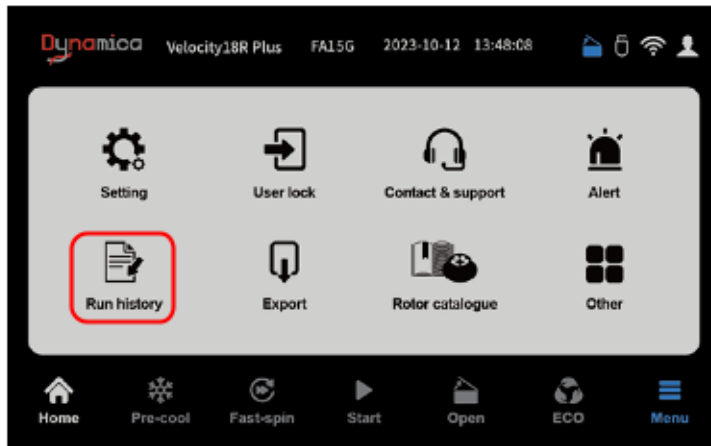 Dynamica Velocity18R Plus FA15G 2023-10-12 13:48:08
Setting User lock Contact & support Alert
Run history Export Rotor catalogue Other
Home Pre-cool Fast-spin Start Open ECO Menu